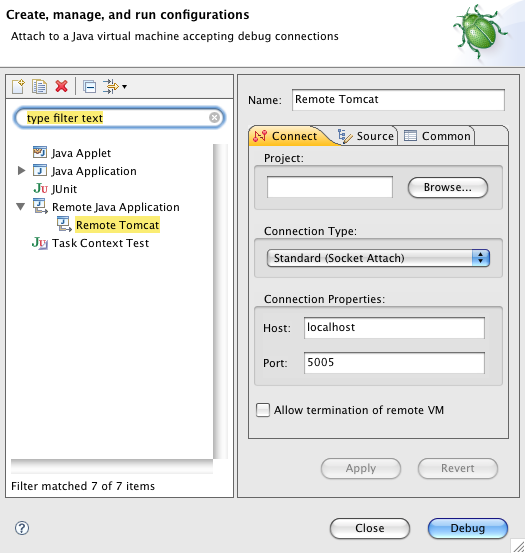 Create, manage, and run configurations
Attach to a Java virtual machine accepting debug connections
type filter text
Java Applet
Java Application
JUnit
Remote Java Application
Remote Tomcat
Task Context Test
Filter matched 7 of 7 items
Name: Remote Tomcat
Connect Source Common
Project:
Browse...
Connection Type:
Standard (Socket Attach)
Connection Properties:
Host: localhost
Port: 5005
Allow termination of remote VM
Apply Revert
Close Debug